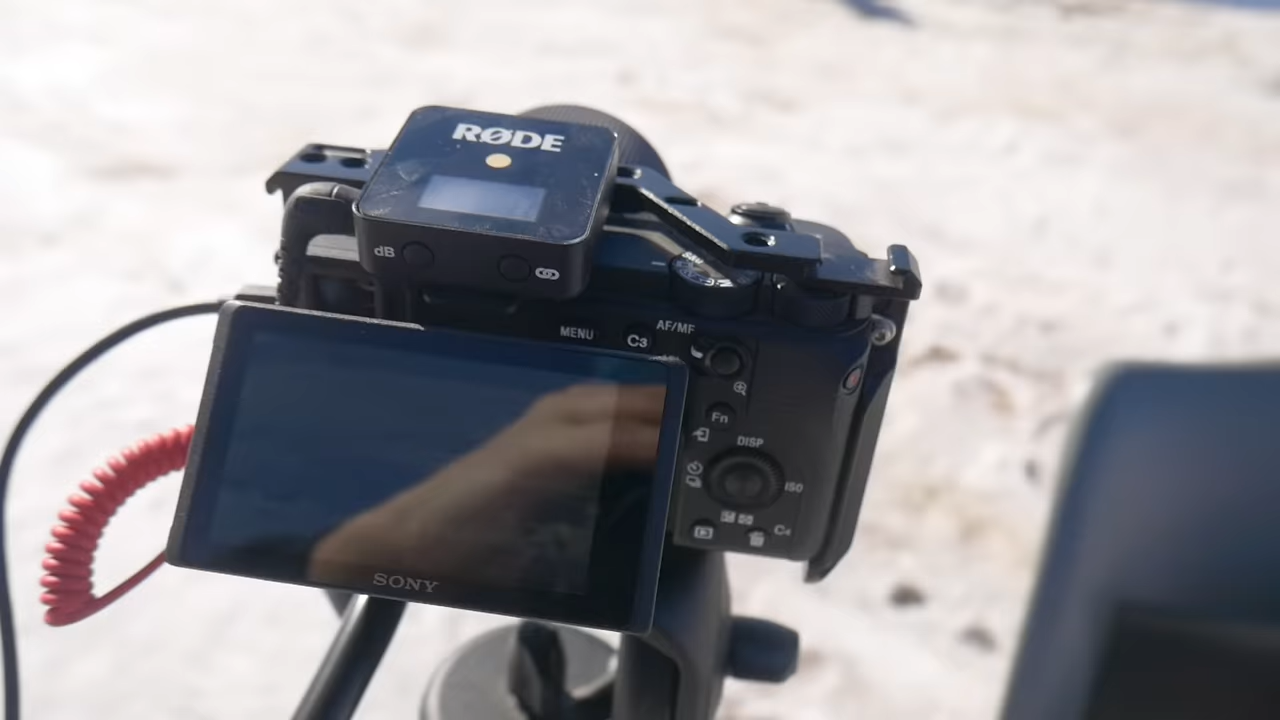 RØDE
dB
MENU
C3
AF/MF
Fn
DISP
ISO
C4
SONY